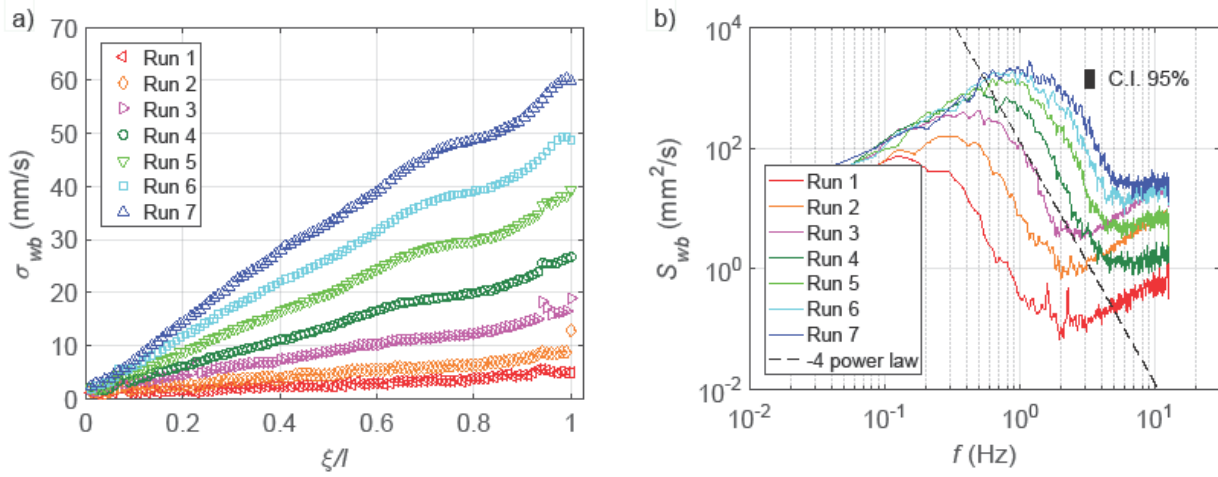 a)
70
60
50
40
30
20
10
0
σ_wb (mm/s)
Run 1
Run 2
Run 3
Run 4
Run 5
Run 6
Run 7
0 0.2 0.4 0.6 0.8 1
ξ/l
b)
10^4
10^2
10^0
10^-2
S_wb (mm^2/s)
C.I. 95%
Run 1
Run 2
Run 3
Run 4
Run 5
Run 6
Run 7
-4 power law
10^-2 10^-1 10^0 10^1
f (Hz)